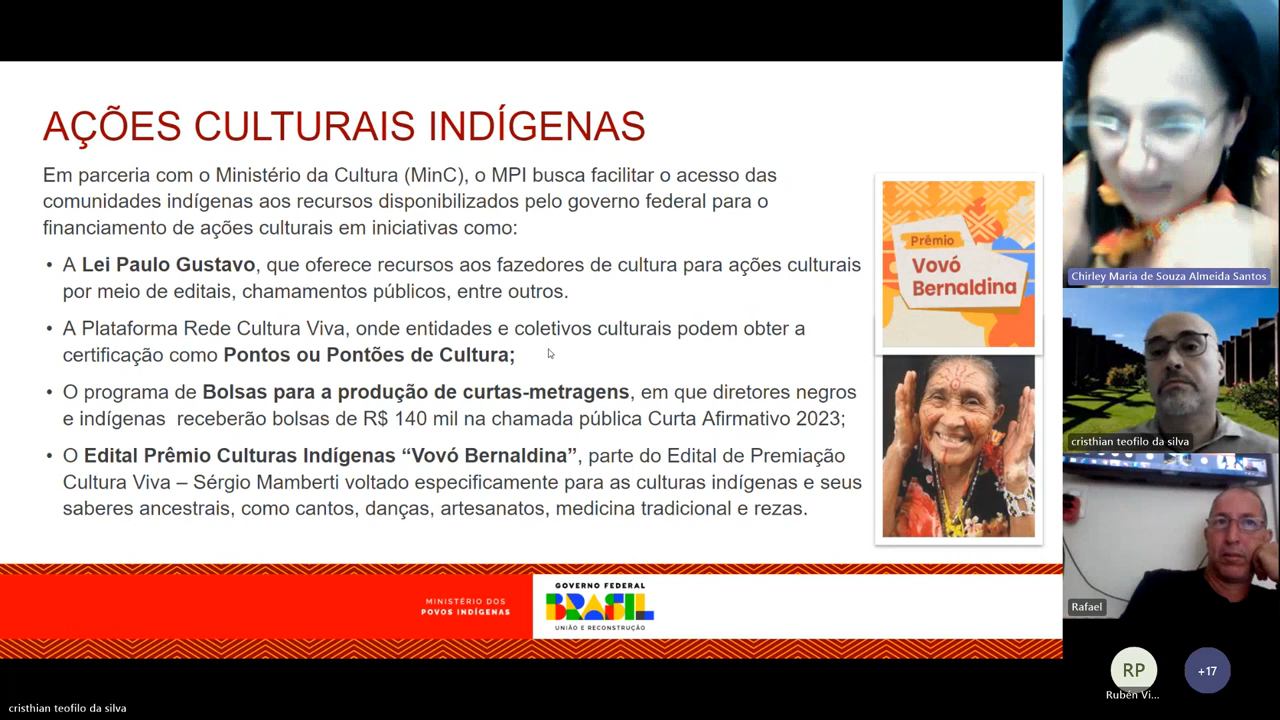 AÇÕES CULTURAIS INDÍGENAS
Em parceria com o Ministério da Cultura (MinC), o MPI busca facilitar o acesso das
comunidades indígenas aos recursos disponibilizados pelo governo federal para o
financiamento de ações culturais em iniciativas como:
• A Lei Paulo Gustavo, que oferece recursos aos fazedores de cultura para ações culturais
por meio de editais, chamamentos públicos, entre outros.
• A Plataforma Rede Cultura Viva, onde entidades e coletivos culturais podem obter a
certificação como Pontos ou Pontões de Cultura;
• O programa de Bolsas para a produção de curtas-metragens, em que diretores negros
e indígenas receberão bolsas de R$ 140 mil na chamada pública Curta Afirmativo 2023;
• O Edital Prêmio Culturas Indígenas “Vovó Bernaldina”, parte do Edital de Premiação
Cultura Viva – Sérgio Mamberti voltado especificamente para as culturas indígenas e seus
saberes ancestrais, como cantos, danças, artesanatos, medicina tradicional e rezas.
Prêmio
Vovó
Bernaldina
MINISTÉRIO DOS
POVOS INDÍGENAS
GOVERNO FEDERAL
BRASIL
UNIÃO E RECONSTRUÇÃO
Chirley Maria de Souza Almeida Santos
cristhian teofilo da silva
Rafael
RP
Rubén Vi...
+17
cristhian teofilo da silva